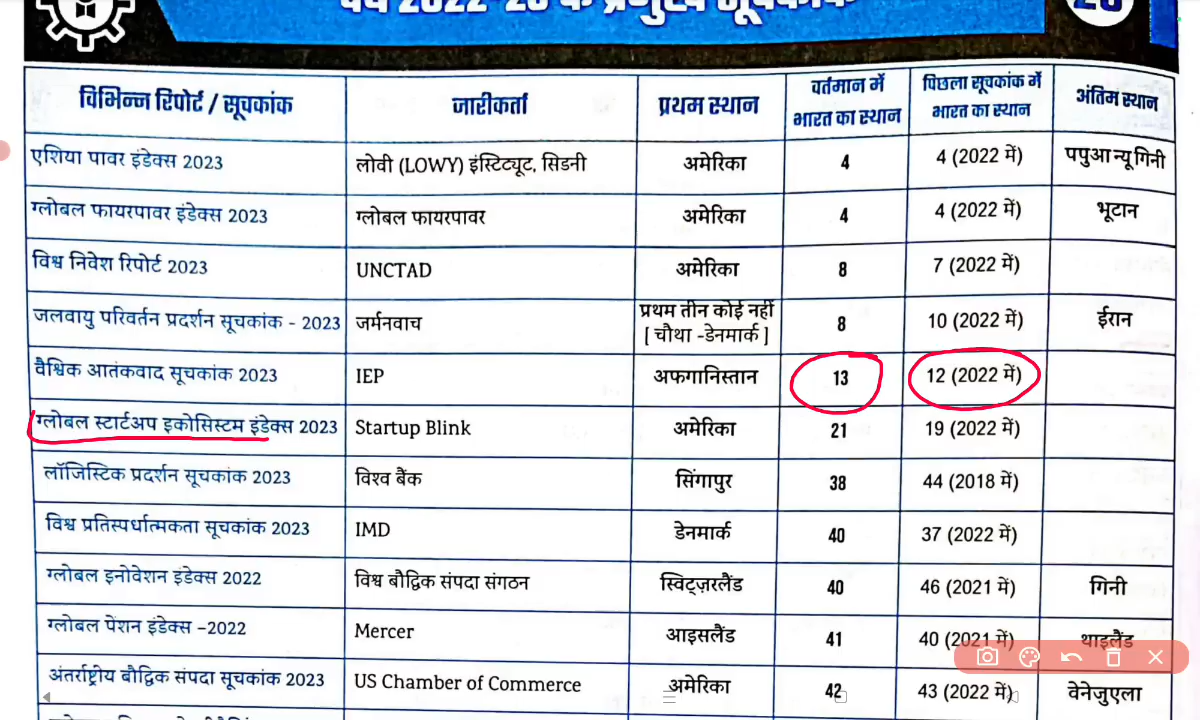 वर्ष 2022-23 के प्रमुख सूचकांक
विभिन्न रिपोर्ट / सूचकांक | जारीकर्ता | प्रथम स्थान | वर्तमान में भारत का स्थान | पिछला सूचकांक में भारत का स्थान | अंतिम स्थान
एशिया पावर इंडेक्स 2023 | लोवी (LOWY) इंस्टिट्यूट, सिडनी | अमेरिका | 4 | 4 (2022 में) | पपुआ न्यू गिनी
ग्लोबल फायरपावर इंडेक्स 2023 | ग्लोबल फायरपावर | अमेरिका | 4 | 4 (2022 में) | भूटान
विश्व निवेश रिपोर्ट 2023 | UNCTAD | अमेरिका | 8 | 7 (2022 में)
जलवायु परिवर्तन प्रदर्शन सूचकांक - 2023 | जर्मनवाच | प्रथम तीन कोई नहीं [ चौथा -डेनमार्क ] | 8 | 10 (2022 में) | ईरान
वैश्विक आतंकवाद सूचकांक 2023 | IEP | अफगानिस्तान | 13 | 12 (2022 में)
ग्लोबल स्टार्टअप इकोसिस्टम इंडेक्स 2023 | Startup Blink | अमेरिका | 21 | 19 (2022 में)
लॉजिस्टिक प्रदर्शन सूचकांक 2023 | विश्व बैंक | सिंगापुर | 38 | 44 (2018 में)
विश्व प्रतिस्पर्धात्मकता सूचकांक 2023 | IMD | डेनमार्क | 40 | 37 (2022 में)
ग्लोबल इनोवेशन इंडेक्स 2022 | विश्व बौद्धिक संपदा संगठन | स्विट्ज़रलैंड | 40 | 46 (2021 में) | गिनी
ग्लोबल पेंशन इंडेक्स -2022 | Mercer | आइसलैंड | 41 | 40 (2021 में) | थाइलैंड
अंतर्राष्ट्रीय बौद्धिक संपदा सूचकांक 2023 | US Chamber of Commerce | अमेरिका | 42 | 43 (2022 में) | वेनेजुएला